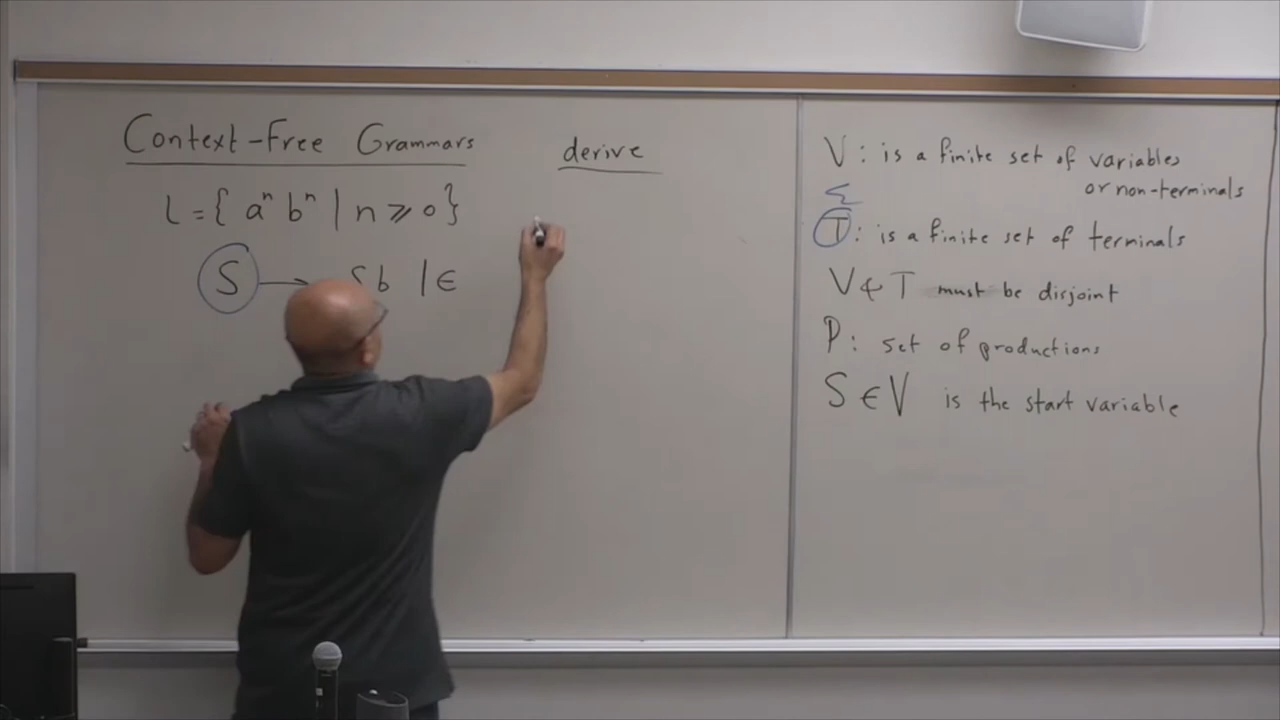 Context-Free Grammars
L = { aⁿ bⁿ | n ⩾ 0 }
S → Sb | ∈
derive
V : is a finite set of variables
or non-terminals
Σ
T : is a finite set of terminals
V & T must be disjoint
P : set of productions
S ∈ V is the start variable